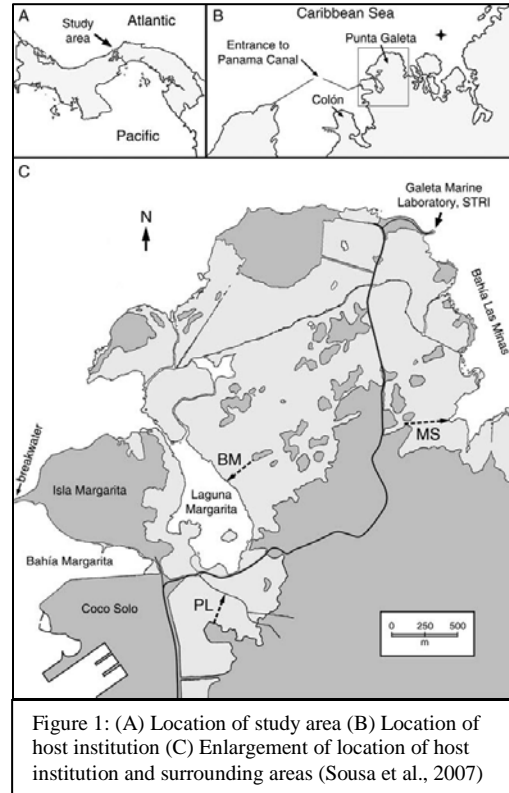 A
Atlantic
Study
area
Pacific
B
Caribbean Sea
Entrance to
Panama Canal
Punta Galeta
Colón
C
N
Galeta Marine
Laboratory, STRI
Bahía Las Minas
MS
BM
breakwater
Isla Margarita
Laguna
Margarita
Bahía Margarita
Coco Solo
PL
0 250 500
m
Figure 1: (A) Location of study area (B) Location of
host institution (C) Enlargement of location of host
institution and surrounding areas (Sousa et al., 2007)